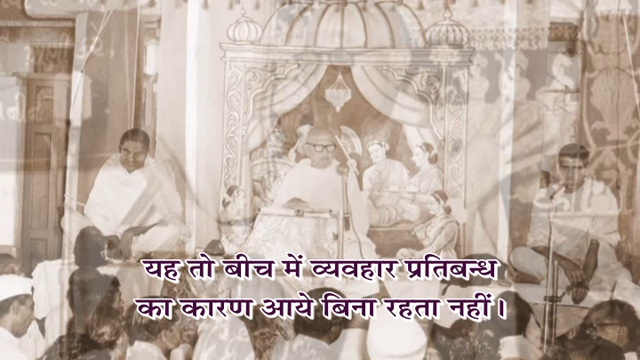 यह तो बीच में व्यवहार प्रतिबन्ध
का कारण आये बिना रहता नहीं।